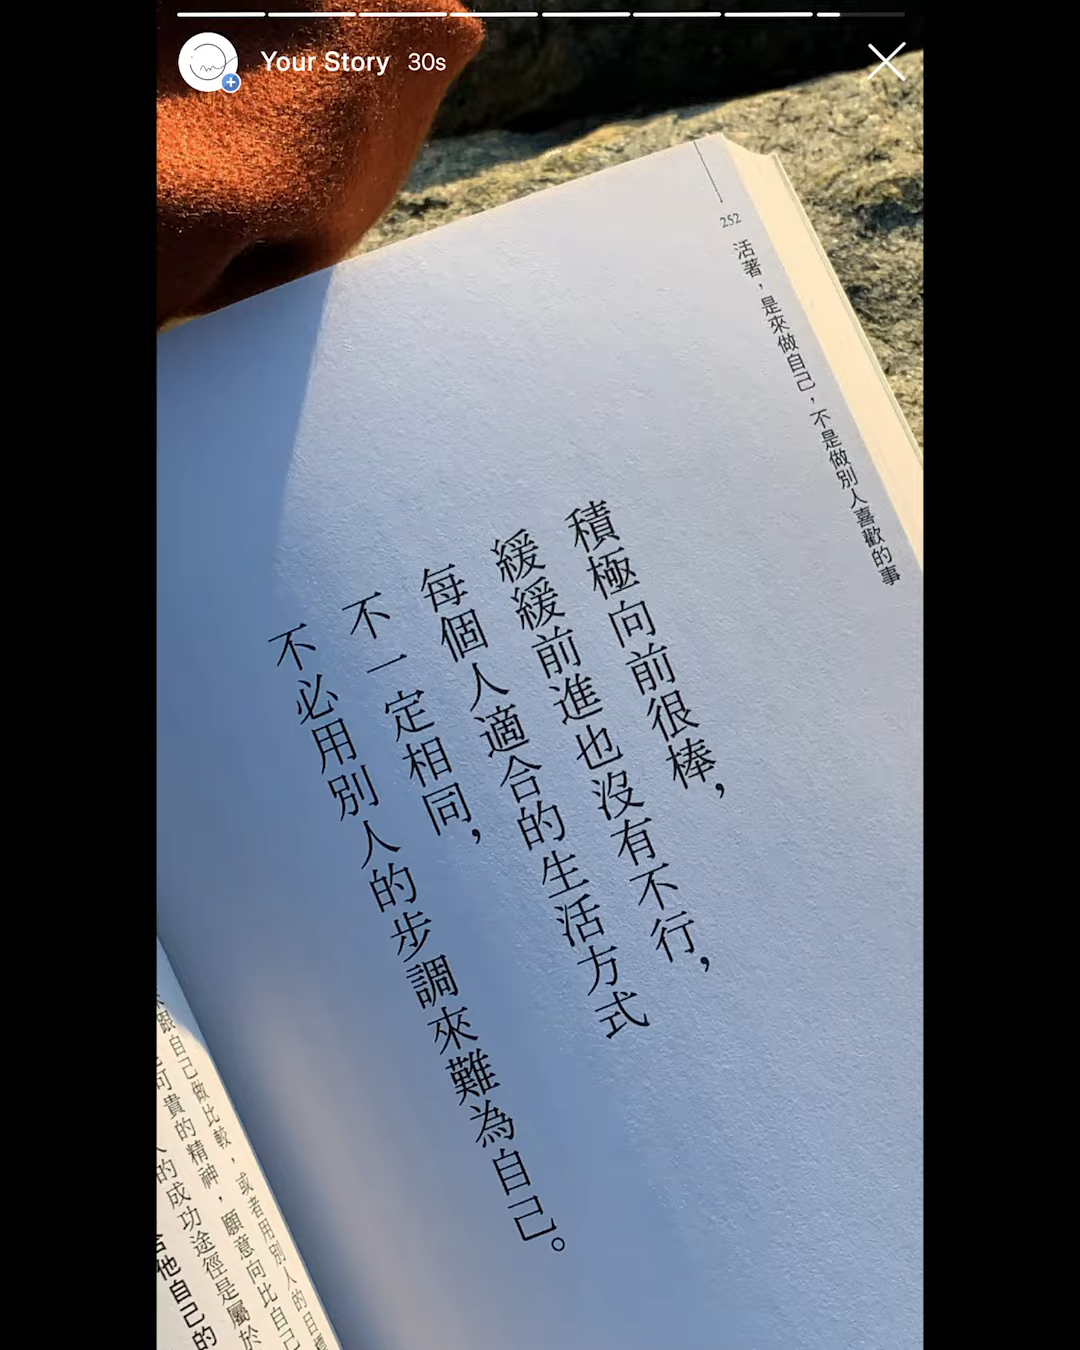 Your Story 30s
252
活著，是來做自己，不是做別人喜歡的事
積極向前很棒，
緩緩前進也沒有不行，
每個人適合的生活方式
不一定相同，
不必用別人的步調來難為自己。
跟自己做比較，或者用別人的目
可貴的精神，願意向比自己
的成功途徑是屬於
他自己的